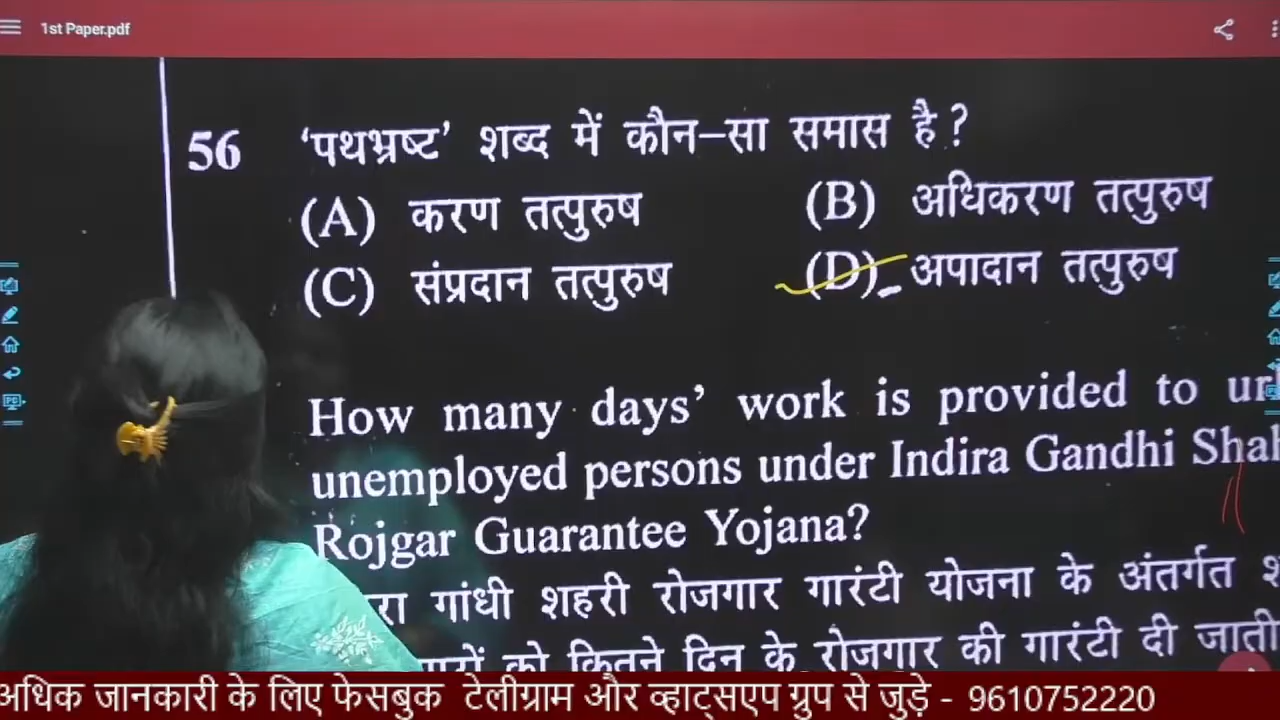 1st Paper.pdf
56 ‘पथभ्रष्ट’ शब्द में कौन–सा समास है ?
(A) करण तत्पुरुष (B) अधिकरण तत्पुरुष
(C) संप्रदान तत्पुरुष (D) अपादान तत्पुरुष
How many days’ work is provided to
unemployed persons under Indira Gandhi
Rojgar Guarantee Yojana?
गांधी शहरी रोजगार गारंटी योजना के अंतर्गत
को कितने दिन के रोजगार की गारंटी दी जाती
अधिक जानकारी के लिए फेसबुक टेलीग्राम और व्हाट्सएप ग्रुप से जुड़े - 9610752220